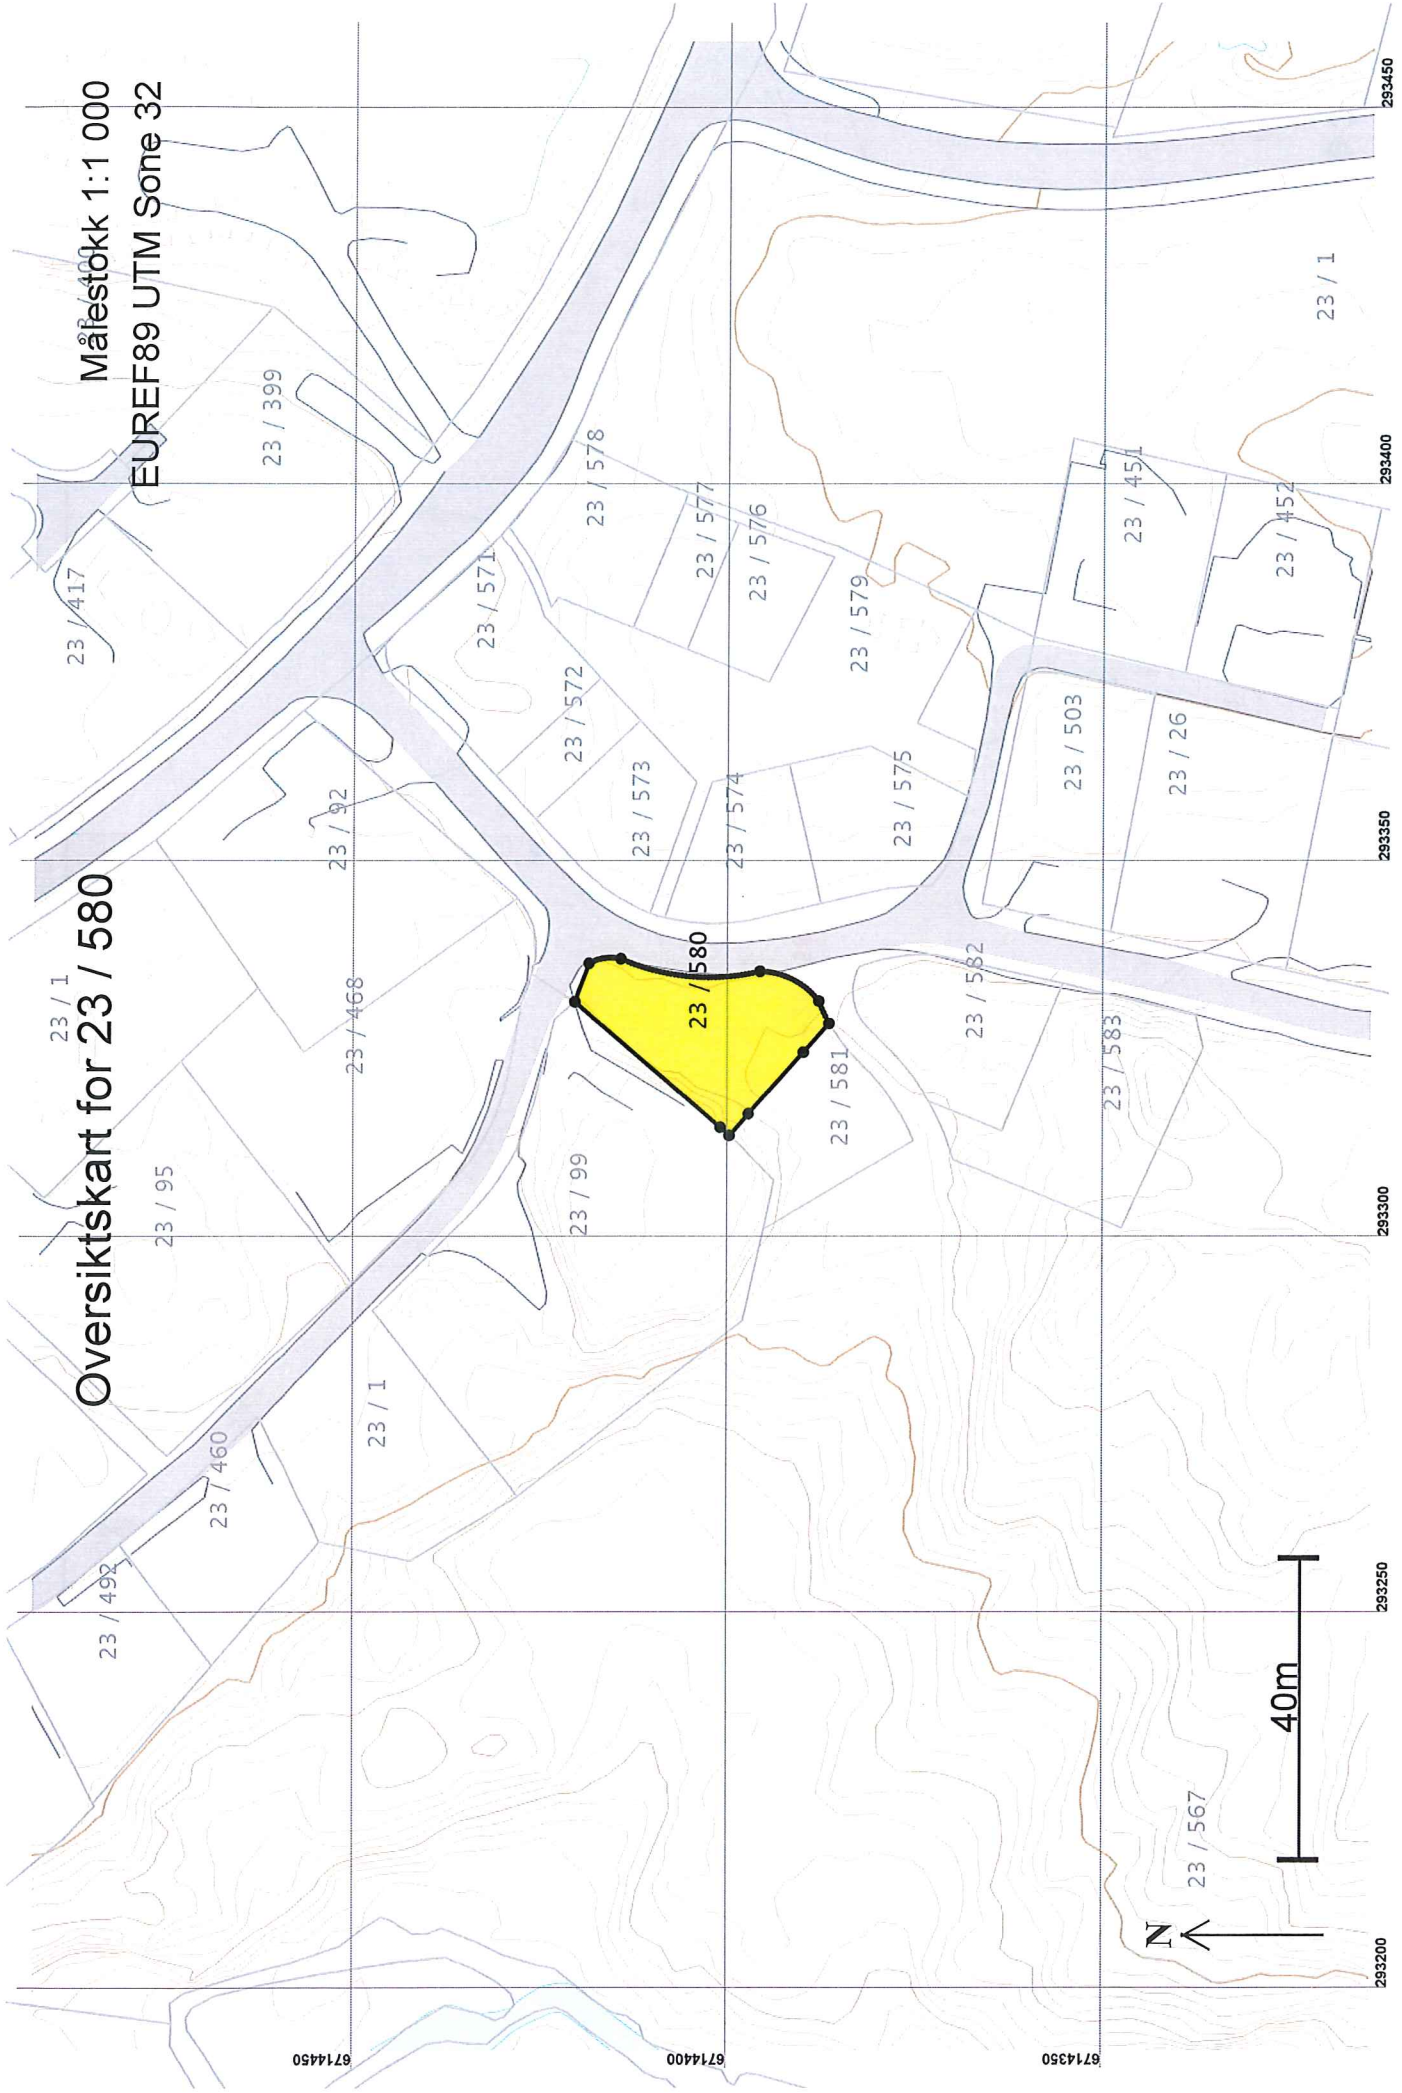 Oversiktskart for 23 / 580
Målestokk 1:1 000
EUREF89 UTM Sone 32
23 / 492
23 / 460
23 / 1
23 / 95
23 / 1
23 / 468
23 / 92
23 / 417
23 / 399
23 / 400
23 / 99
23 / 580
23 / 581
23 / 582
23 / 583
23 / 571
23 / 572
23 / 573
23 / 574
23 / 575
23 / 576
23 / 577
23 / 578
23 / 579
23 / 503
23 / 26
23 / 451
23 / 452
23 / 1
23 / 567
N
40m
6714450
6714400
6714350
293200
293250
293300
293350
293400
293450